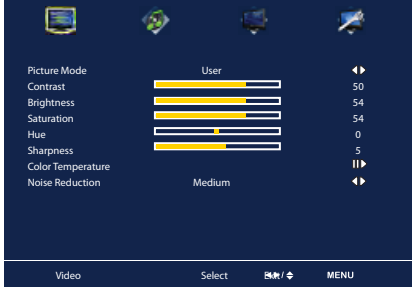 Picture Mode User
Contrast 50
Brightness 54
Saturation 54
Hue 0
Sharpness 5
Color Temperature
Noise Reduction Medium
Video Select MENU